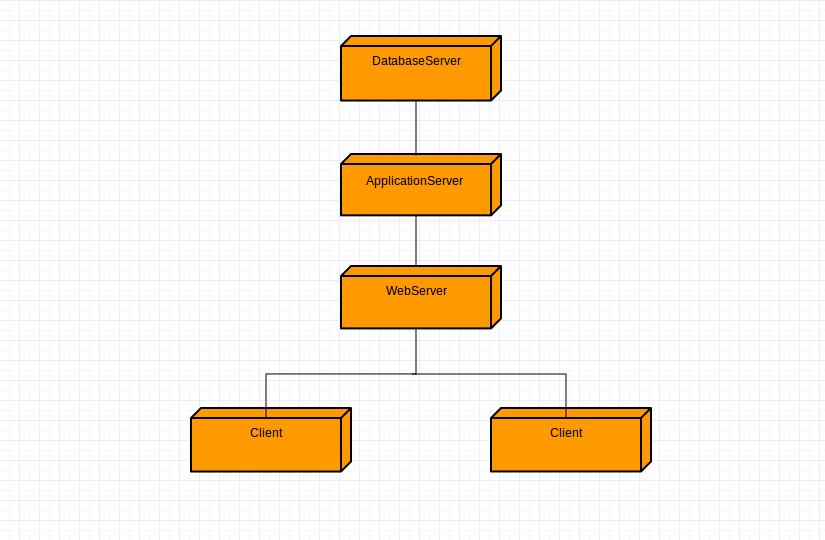 DatabaseServer
ApplicationServer
WebServer
Client
Client